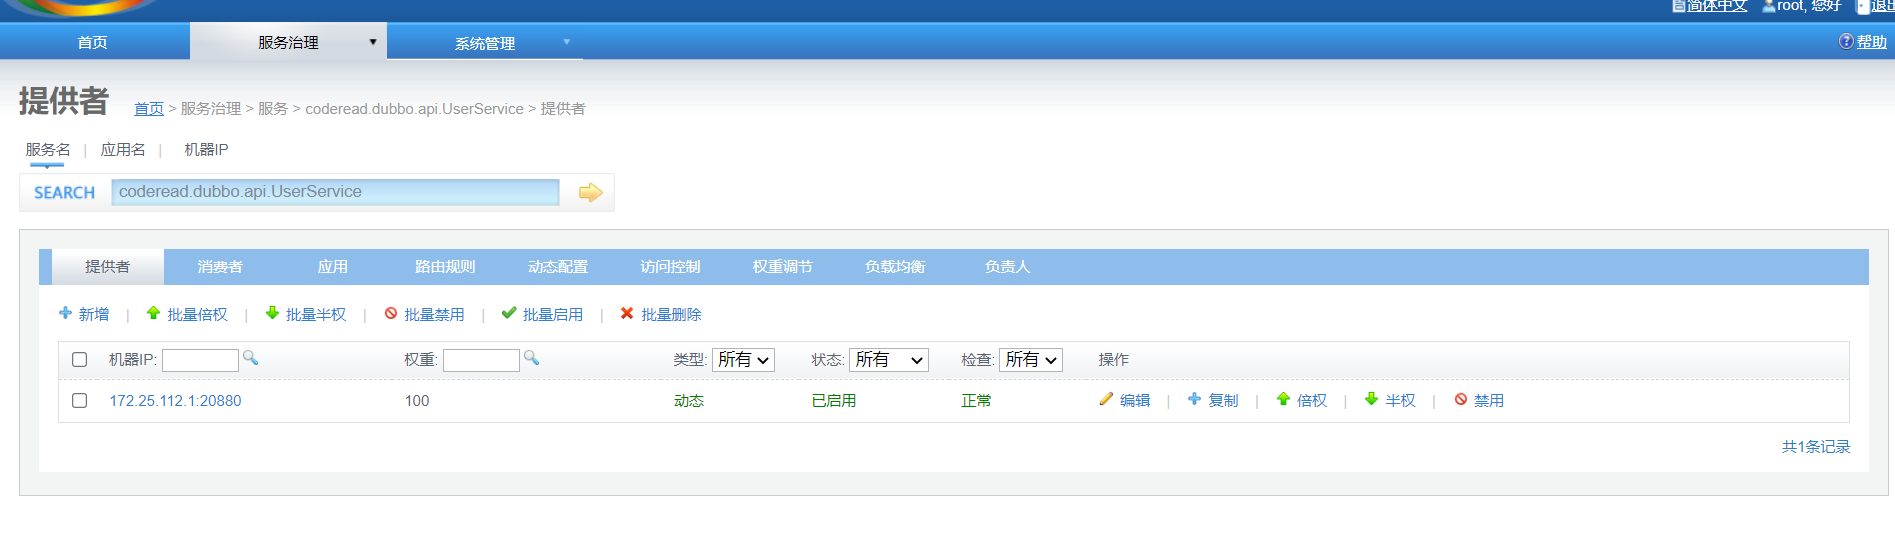 简体中文 root, 您好 退出
首页 服务治理 系统管理 帮助
提供者 首页 > 服务治理 > 服务 > coderead.dubbo.api.UserService > 提供者
服务名 | 应用名 | 机器IP
SEARCH coderead.dubbo.api.UserService
提供者 消费者 应用 路由规则 动态配置 访问控制 权重调节 负载均衡 负责人
新增 | 批量倍权 | 批量半权 | 批量禁用 | 批量启用 | 批量删除
机器IP: 权重: 类型: 所有 状态: 所有 检查: 所有 操作
172.25.112.1:20880 100 动态 已启用 正常 编辑 | 复制 | 倍权 | 半权 | 禁用
共1条记录